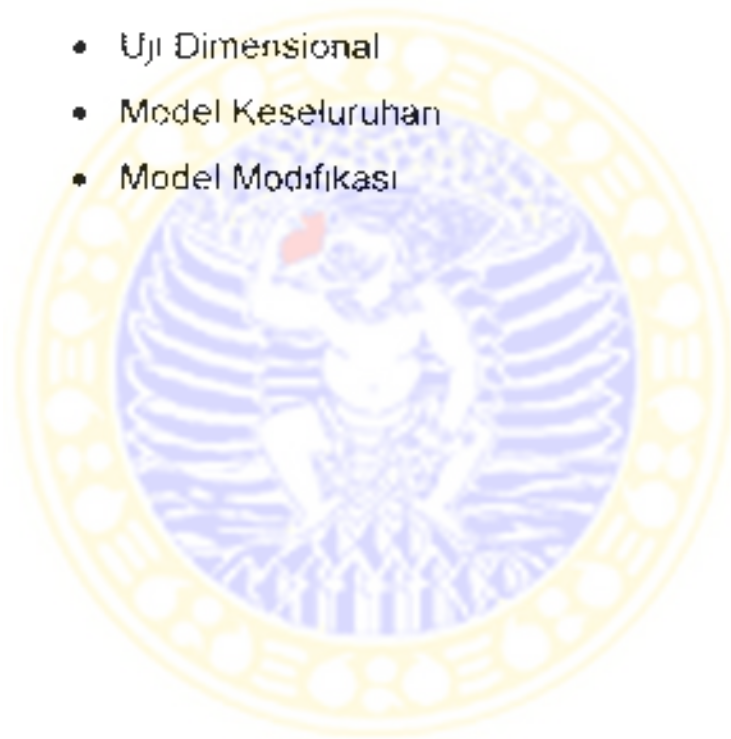 • Uji Dimensional
• Model Keseluruhan
• Model Modifikasi